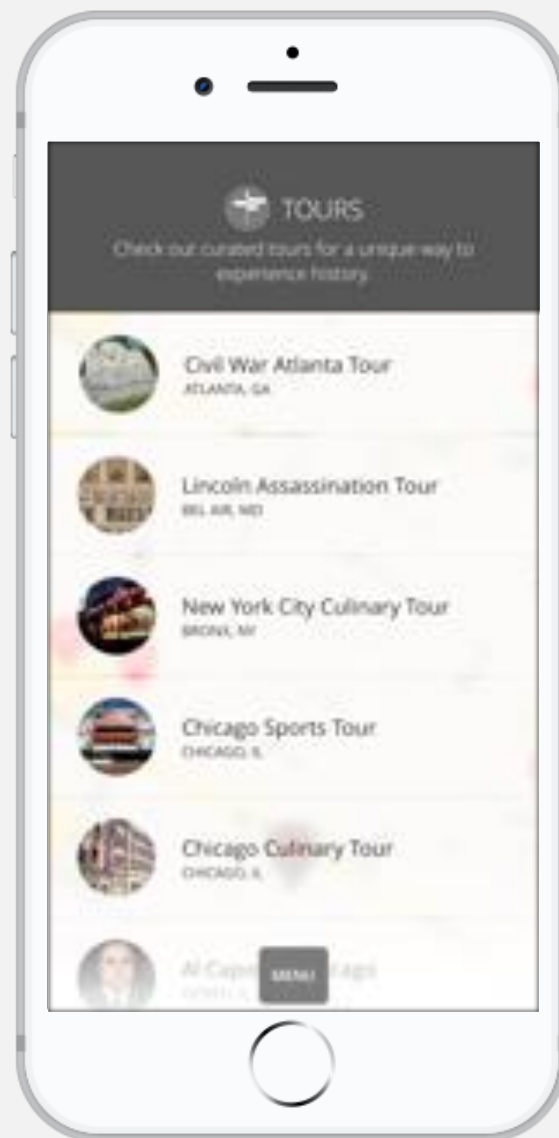 TOURS
Check out curated tours for a unique way to
experience history.
Civil War Atlanta Tour
ATLANTA, GA
Lincoln Assassination Tour
BEL AIR, MD
New York City Culinary Tour
BRONX, NY
Chicago Sports Tour
CHICAGO, IL
Chicago Culinary Tour
CHICAGO, IL
Al Capo
MENU